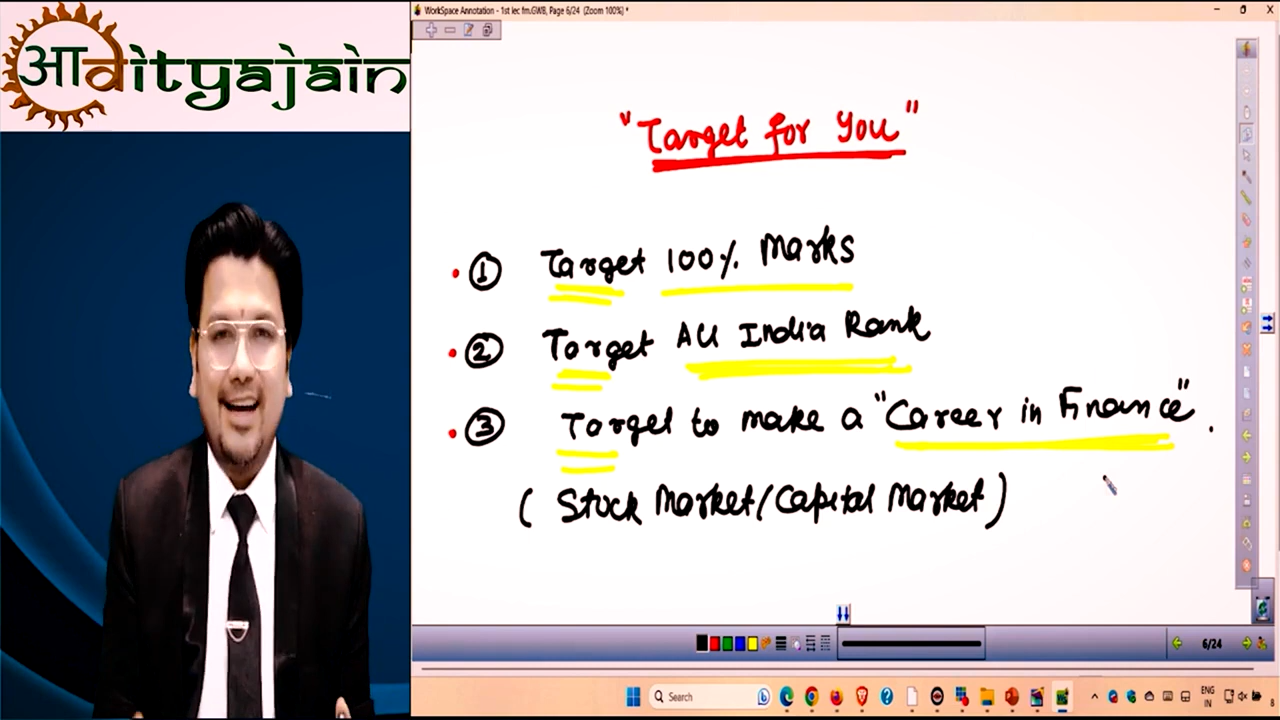 आdityajain
WorkSpace Annotation - 1st lec fm.GWB, Page 6/24 (Zoom 100%) *
"Target for you"
① Target 100% Marks
② Target All India Rank
③ Target to make a "Career in Finance".
(Stock Market/Capital Market)
6/24
Search
ENG
IN
8